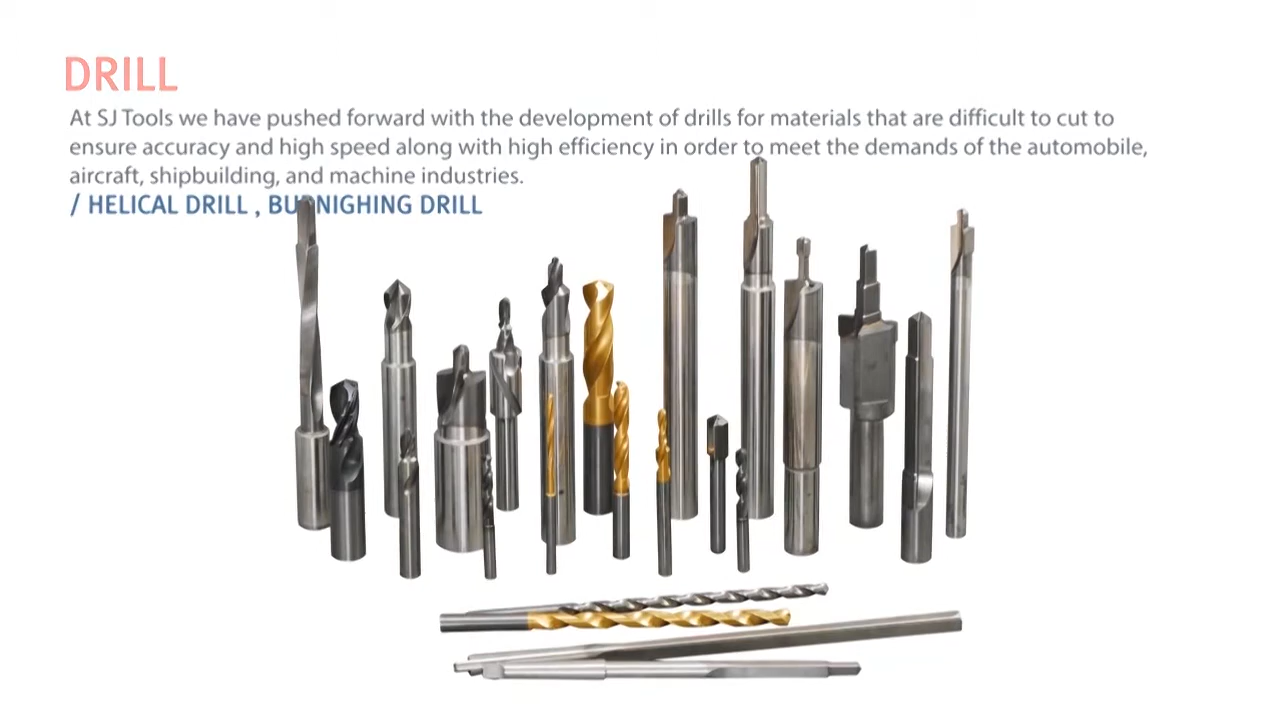 DRILL
At SJ Tools we have pushed forward with the development of drills for materials that are difficult to cut to
ensure accuracy and high speed along with high efficiency in order to meet the demands of the automobile,
aircraft, shipbuilding, and machine industries.
/ HELICAL DRILL , BURNIGHING DRILL